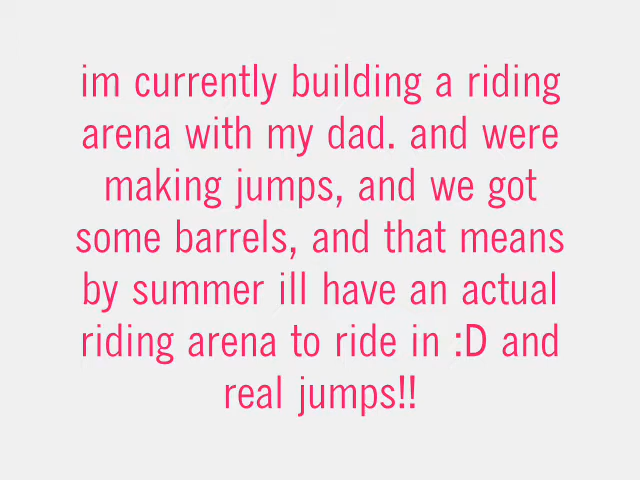 im currently building a riding
arena with my dad. and were
making jumps, and we got
some barrels, and that means
by summer ill have an actual
riding arena to ride in :D and
real jumps!!